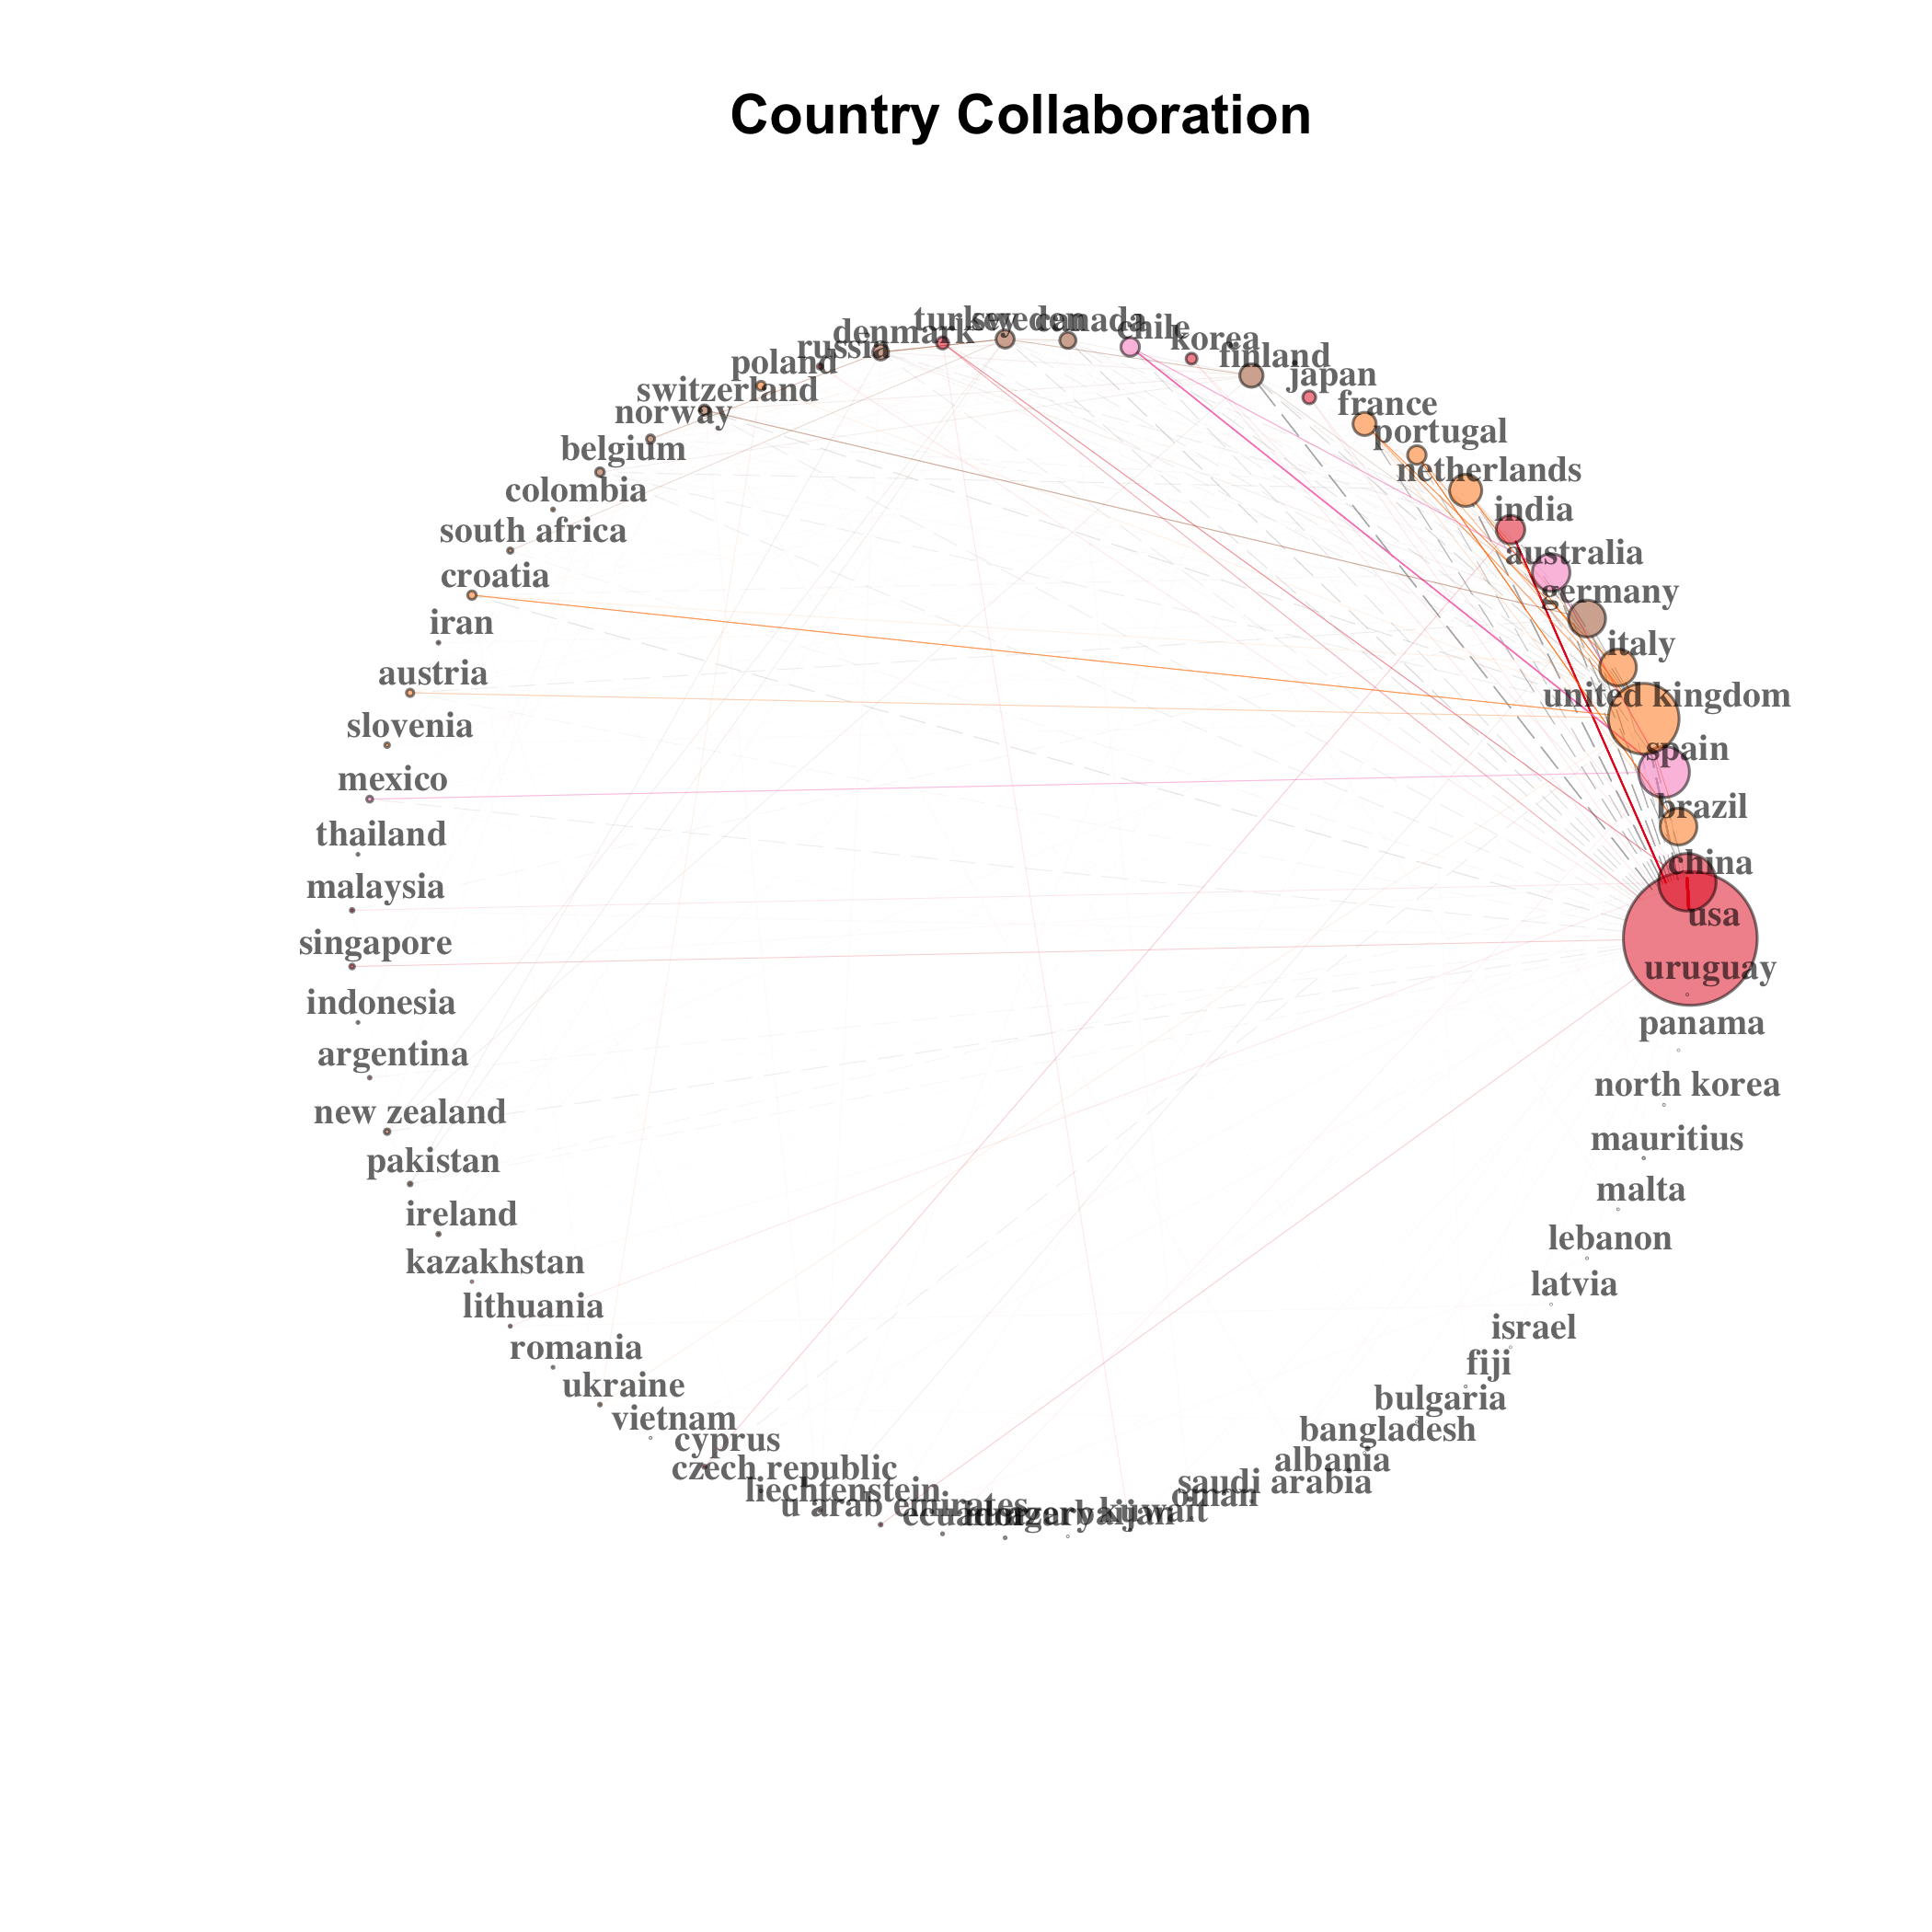 Country Collaboration
turkey
sweden
canada
chile
denmark
korea
russia
finland
poland
japan
switzerland
france
norway
portugal
belgium
netherlands
colombia
india
south africa
australia
croatia
germany
iran
italy
austria
united kingdom
slovenia
spain
mexico
brazil
thailand
china
malaysia
usa
singapore
uruguay
indonesia
panama
argentina
north korea
new zealand
mauritius
pakistan
malta
ireland
lebanon
kazakhstan
latvia
lithuania
israel
romania
fiji
ukraine
bulgaria
vietnam
bangladesh
cyprus
albania
czech republic
saudi arabia
liechtenstein
oman
u arab emirates
ecuador
hungary
azerbaijan
kuwait